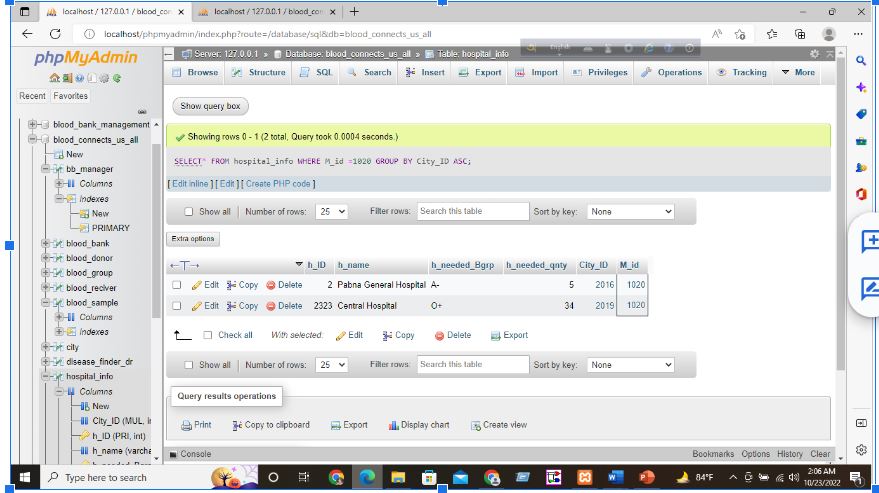 localhost / 127.0.0.1 / blood_con
localhost / 127.0.0.1 / blood_con
localhost/phpmyadmin/index.php?route=/database/sql&db=blood_connects_us_all
phpMyAdmin
Recent Favorites
blood_bank_management
blood_connects_us_all
New
bb_manager
Columns
Indexes
New
PRIMARY
blood_bank
blood_donor
blood_group
blood_reciver
blood_sample
Columns
Indexes
city
disease_finder_dr
hospital_info
Columns
New
City_ID (MUL, i
h_ID (PRI, int)
h_name (varcha
Server: 127.0.0.1 » Database: blood_connects_us_all » Table: hospital_info
Browse Structure SQL Search Insert Export Import Privileges Operations Tracking More
Show query box
Showing rows 0 - 1 (2 total, Query took 0.0004 seconds.)
SELECT* FROM hospital_info WHERE M_id =1020 GROUP BY City_ID ASC;
[ Edit inline ] [ Edit ] [ Create PHP code ]
Show all Number of rows: 25 Filter rows: Search this table Sort by key: None
Extra options
←T→ h_ID h_name h_needed_Bgrp h_needed_qnty City_ID M_id
Edit Copy Delete 2 Pabna General Hospital A- 5 2016 1020
Edit Copy Delete 2323 Central Hospital O+ 34 2019 1020
Check all With selected: Edit Copy Delete Export
Show all Number of rows: 25 Filter rows: Search this table Sort by key: None
Query results operations
Print Copy to clipboard Export Display chart Create view
Console Bookmarks Options History Clear
Type here to search
84°F
2:06 AM
10/23/2022